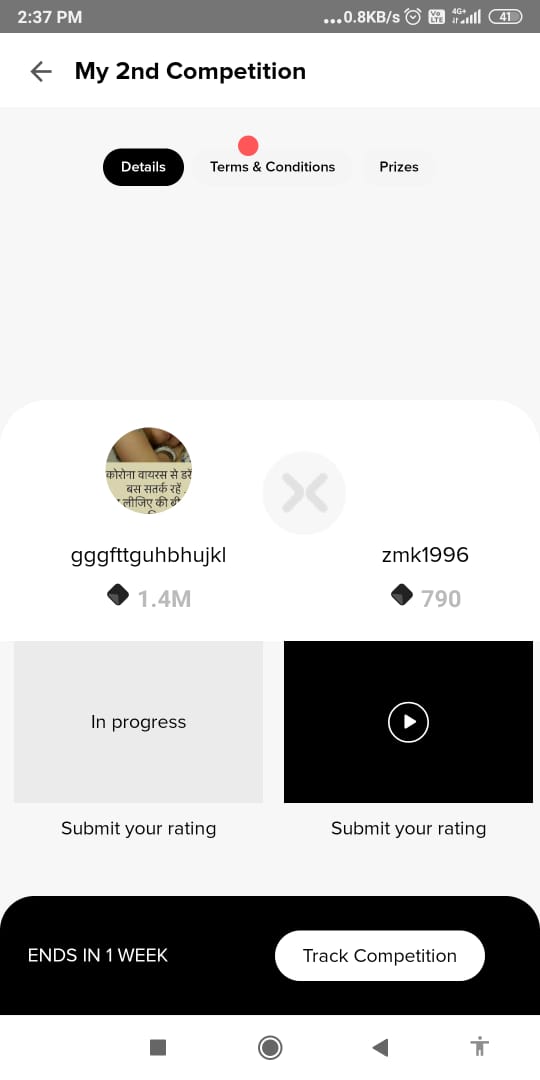 2:37 PM
...0.8KB/s
Vo LTE
4G+
41
My 2nd Competition
Details
Terms & Conditions
Prizes
कोरोना वायरस से डरें
बस सतर्क रहें
लीजिए की बी
gggfttguhbhujkl
zmk1996
1.4M
790
In progress
Submit your rating
Submit your rating
ENDS IN 1 WEEK
Track Competition